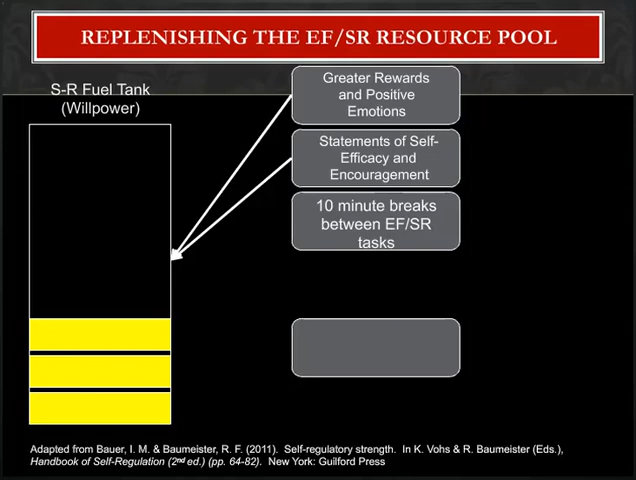 REPLENISHING THE EF/SR RESOURCE POOL
S-R Fuel Tank
(Willpower)
Greater Rewards
and Positive
Emotions
Statements of Self-
Efficacy and
Encouragement
10 minute breaks
between EF/SR
tasks
Adapted from Bauer, I. M. & Baumeister, R. F. (2011). Self-regulatory strength. In K. Vohs & R. Baumeister (Eds.),
Handbook of Self-Regulation (2nd ed.) (pp. 64-82). New York: Guilford Press